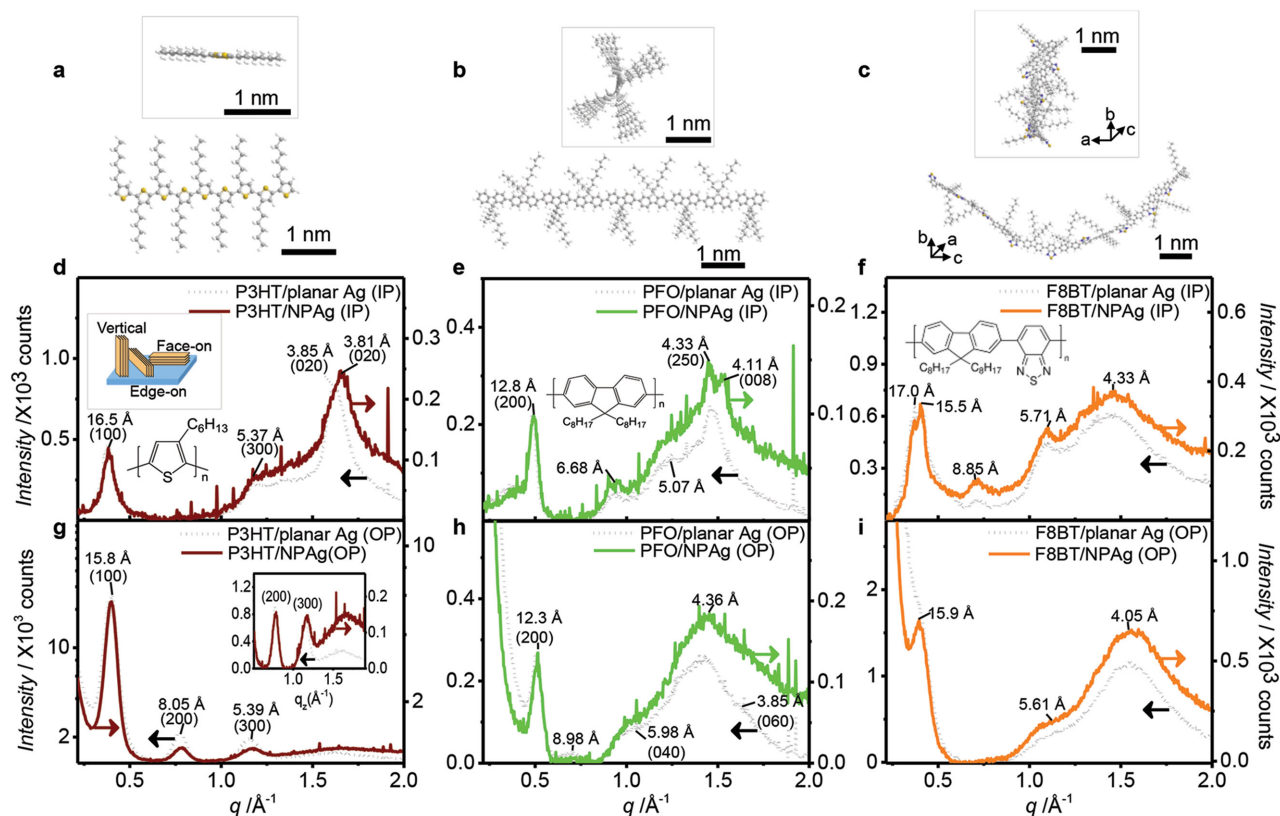 a
1 nm
1 nm
b
1 nm
1 nm
c
1 nm
b
a
c
b
a
c
1 nm
d
Intensity / X10³ counts
1.0
0.5
P3HT/planar Ag (IP)
P3HT/NPAg (IP)
Vertical
Face-on
Edge-on
16.5 Å
(100)
C₆H₁₃
S
n
5.37 Å
(300)
3.85 Å
(020)
3.81 Å
(020)
0.3
0.2
0.1
e
0.4
0.2
0.0
PFO/planar Ag (IP)
PFO/NPAg (IP)
12.8 Å
(200)
C₈H₁₇ C₈H₁₇
n
6.68 Å
5.07 Å
4.33 Å
(250)
4.11 Å
(008)
0.2
0.1
f
1.2
0.9
0.6
0.3
F8BT/planar Ag (IP)
F8BT/NPAg (IP)
C₈H₁₇ C₈H₁₇
N S N
n
17.0 Å
15.5 Å
8.85 Å
5.71 Å
4.33 Å
0.6
0.4
0.2
Intensity / X10³ counts
g
Intensity / X10³ counts
10
2
P3HT/planar Ag (OP)
P3HT/NPAg(OP)
15.8 Å
(100)
8.05 Å
(200)
5.39 Å
(300)
1.2
0.8
0.4
0.0
(200)
(300)
0.2
0.1
0.0
1.0 1.5
qz(Å⁻¹)
10
2
0.5 1.0 1.5 2.0
q /Å⁻¹
h
0.4
0.2
0.0
PFO/planar Ag (OP)
PFO/NPAg (OP)
12.3 Å
(200)
8.98 Å
5.98 Å
(040)
4.36 Å
3.85 Å
(060)
0.2
0.1
0.0
0.5 1.0 1.5 2.0
q /Å⁻¹
i
2
1
0
F8BT/planar Ag (OP)
F8BT/NPAg (OP)
15.9 Å
5.61 Å
4.05 Å
1.0
0.5
0.0
Intensity / X10³ counts
0.5 1.0 1.5 2.0
q /Å⁻¹